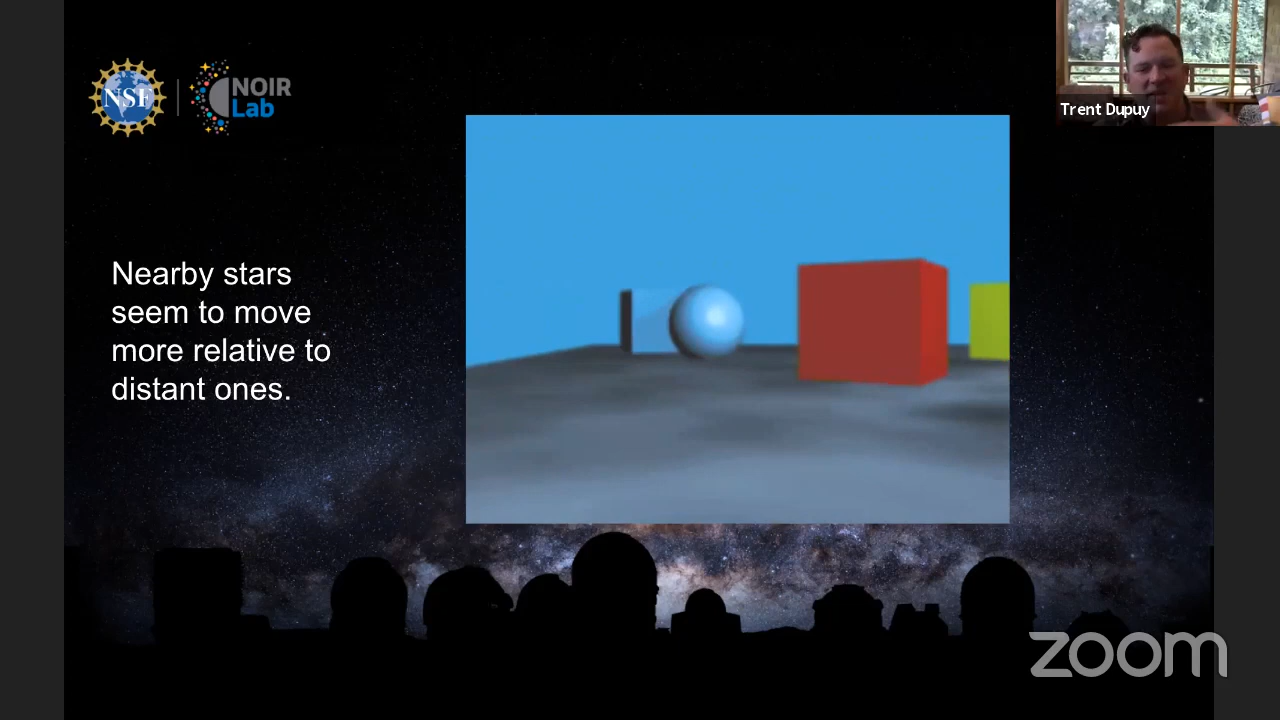 NSF
NOIR
Lab
Trent Dupuy
Nearby stars
seem to move
more relative to
distant ones.
zoom